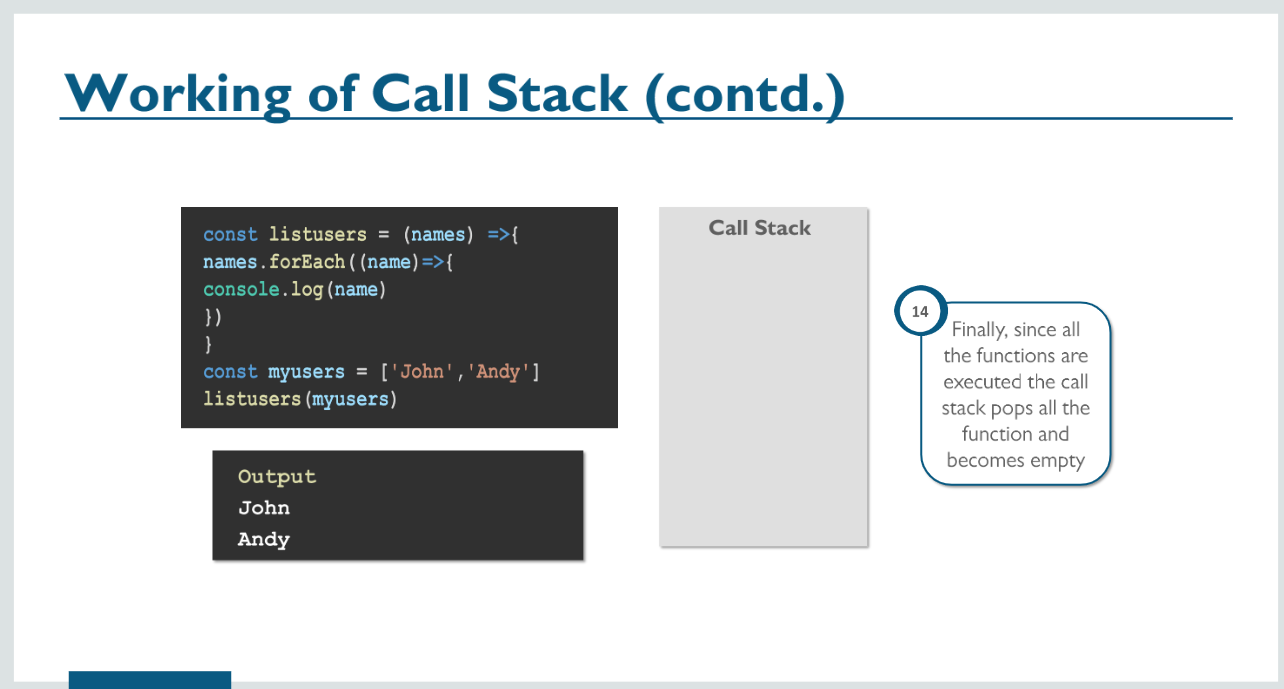 Working of Call Stack (contd.)
const listusers = (names) =>{
names.forEach((name)=>{
console.log(name)
})
}
const myusers = ['John','Andy']
listusers(myusers)
Output
John
Andy
Call Stack
14
Finally, since all
the functions are
executed the call
stack pops all the
function and
becomes empty